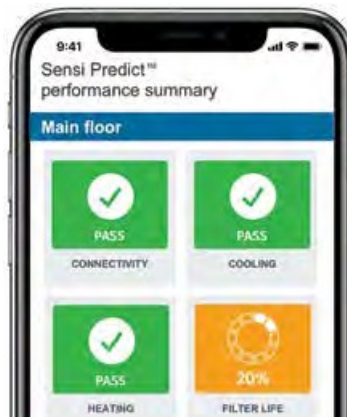 9:41
Sensi Predict™
performance summary
Main floor
PASS
PASS
CONNECTIVITY
COOLING
PASS
20%
HEATING
FILTER LIFE